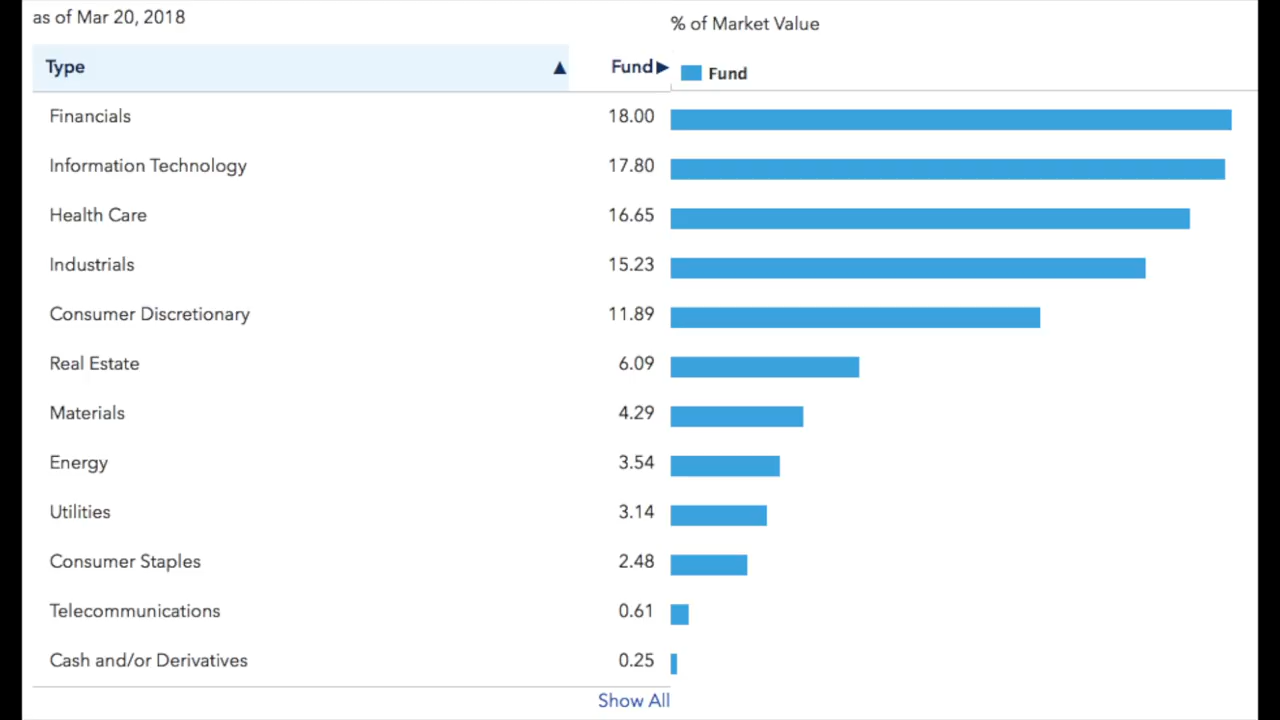 as of Mar 20, 2018
% of Market Value
Type ▲ Fund▶ Fund
Financials 18.00
Information Technology 17.80
Health Care 16.65
Industrials 15.23
Consumer Discretionary 11.89
Real Estate 6.09
Materials 4.29
Energy 3.54
Utilities 3.14
Consumer Staples 2.48
Telecommunications 0.61
Cash and/or Derivatives 0.25
Show All